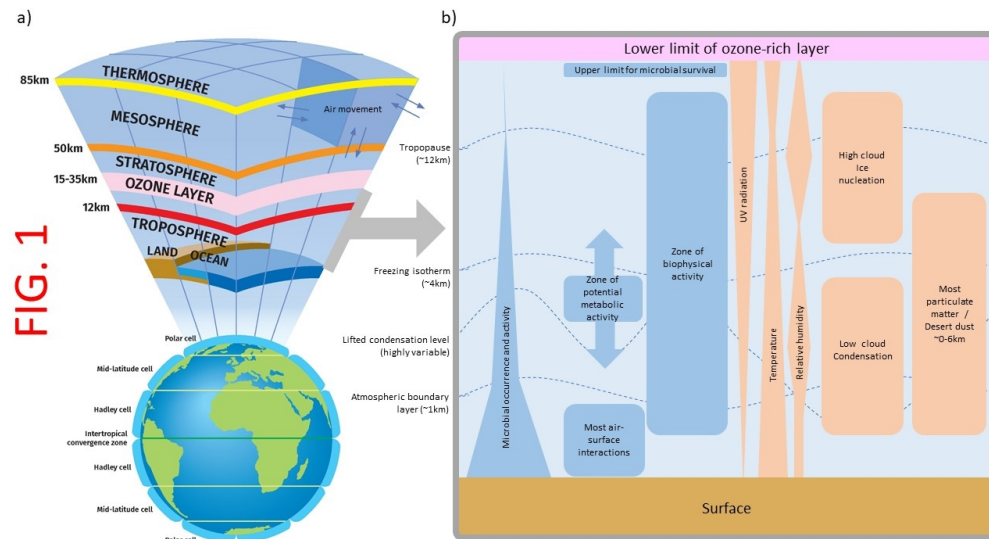 FIG. 1
a)
85km
THERMOSPHERE
Air movement
MESOSPHERE
50km
STRATOSPHERE
15-35km
OZONE LAYER
12km
TROPOSPHERE
LAND
OCEAN
Polar cell
Mid-latitude cell
Hadley cell
Intertropical
convergence zone
Hadley cell
Mid-latitude cell
Polar cell
Tropopause
(~12km)
Freezing isotherm
(~4km)
Lifted condensation level
(highly variable)
Atmospheric boundary
layer (~1km)
b)
Lower limit of ozone-rich layer
Upper limit for microbial survival
Microbial occurrence and activity
Zone of
potential
metabolic
activity
Most air-
surface
interactions
Zone of
biophysical
activity
UV radiation
Temperature
Relative humidity
High cloud
Ice
nucleation
Low cloud
Condensation
Most
particulate
matter /
Desert dust
~0-6km
Surface